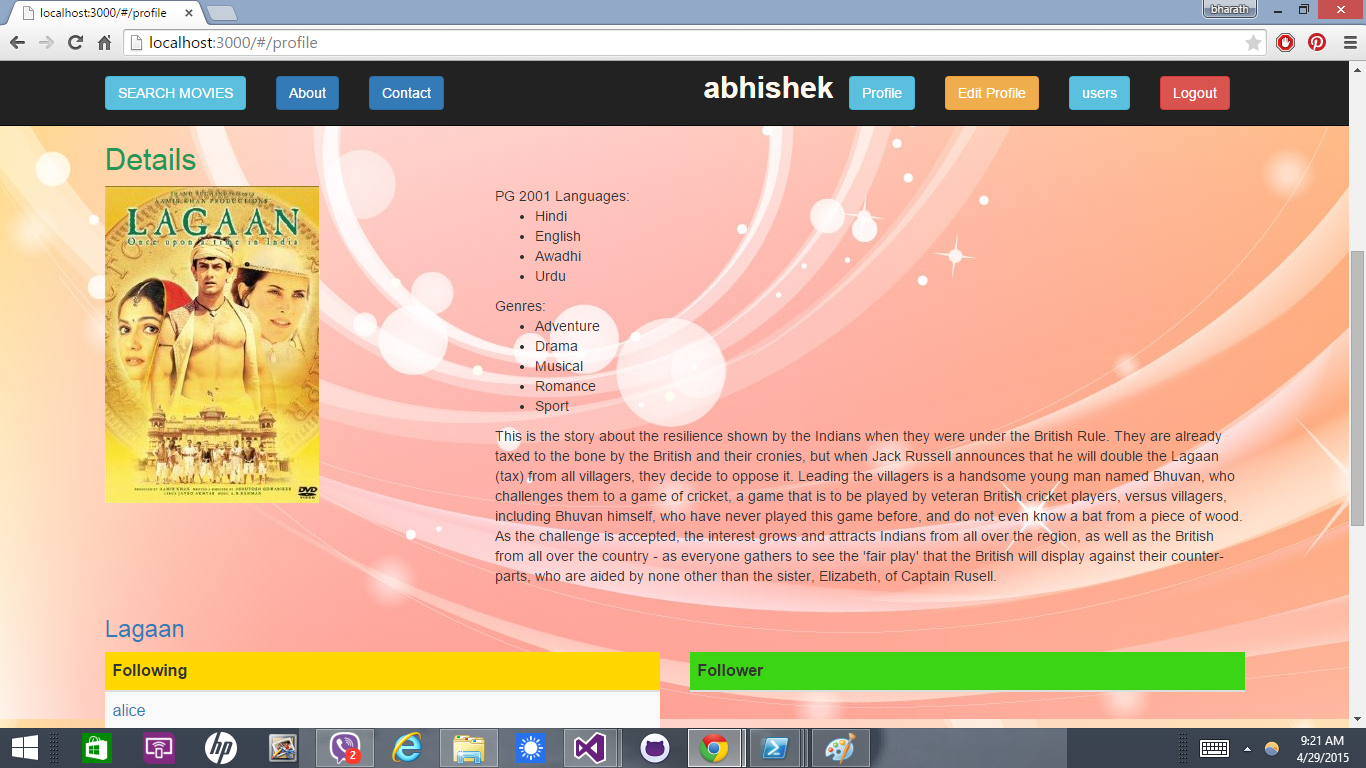 localhost:3000/#/profile
bharath
localhost:3000/#/profile
SEARCH MOVIES
About
Contact
abhishek
Profile
Edit Profile
users
Logout
Details
AAMIR KHAN PRODUCTIONS'
LAGAAN
Once upon a time in India
DVD
VIDEO
PG 2001 Languages:
Hindi
English
Awadhi
Urdu
Genres:
Adventure
Drama
Musical
Romance
Sport
This is the story about the resilience shown by the Indians when they were under the British Rule. They are already
taxed to the bone by the British and their cronies, but when Jack Russell announces that he will double the Lagaan
(tax) from all villagers, they decide to oppose it. Leading the villagers is a handsome young man named Bhuvan, who
challenges them to a game of cricket, a game that is to be played by veteran British cricket players, versus villagers,
including Bhuvan himself, who have never played this game before, and do not even know a bat from a piece of wood.
As the challenge is accepted, the interest grows and attracts Indians from all over the region, as well as the British
from all over the country - as everyone gathers to see the 'fair play' that the British will display against their counter-
parts, who are aided by none other than the sister, Elizabeth, of Captain Rusell.
Lagaan
Following
Follower
alice
hp
2
9:21 AM
4/29/2015